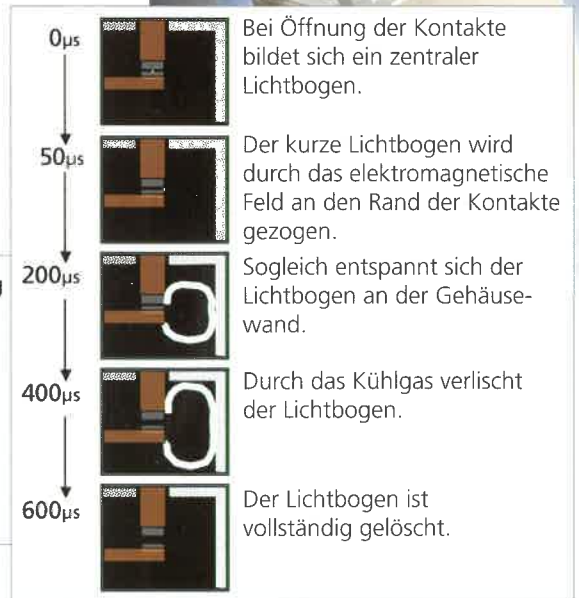 0µs
Bei Öffnung der Kontakte
bildet sich ein zentraler
Lichtbogen.
50µs
Der kurze Lichtbogen wird
durch das elektromagnetische
Feld an den Rand der Kontakte
gezogen.
200µs
Sogleich entspannt sich der
Lichtbogen an der Gehäuse-
wand.
400µs
Durch das Kühlgas verlischt
der Lichtbogen.
600µs
Der Lichtbogen ist
vollständig gelöscht.